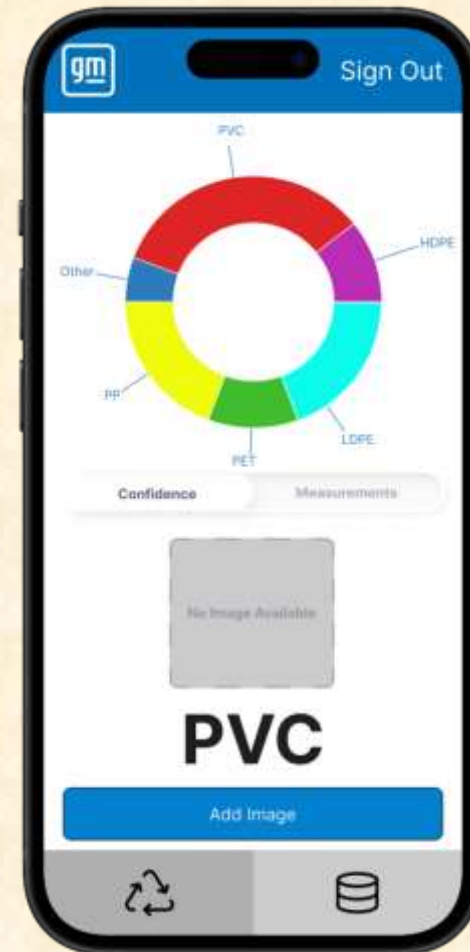 gm
Sign Out
PVC
HDPE
Other
PP
LDPE
PET
Confidence
Measurements
No Image Available
PVC
Add Image